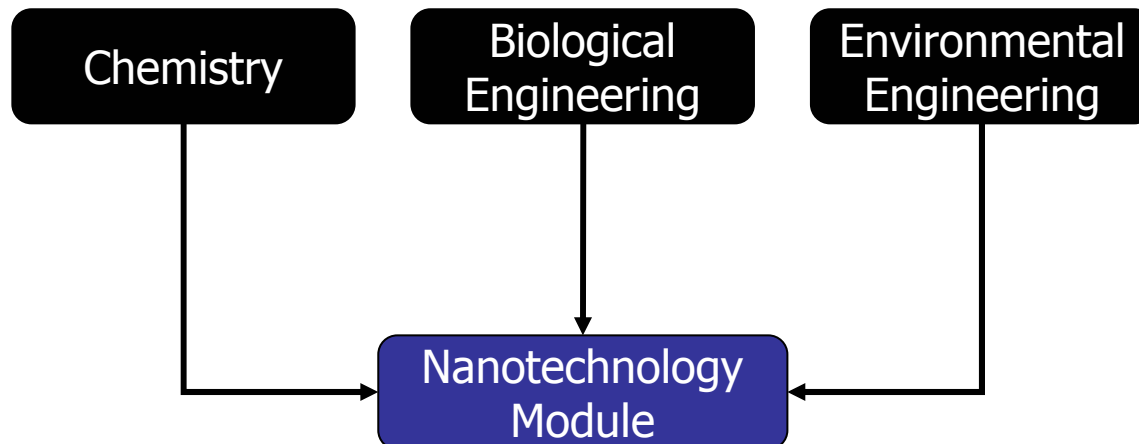 Chemistry
Biological
Engineering
Environmental
Engineering
Nanotechnology
Module